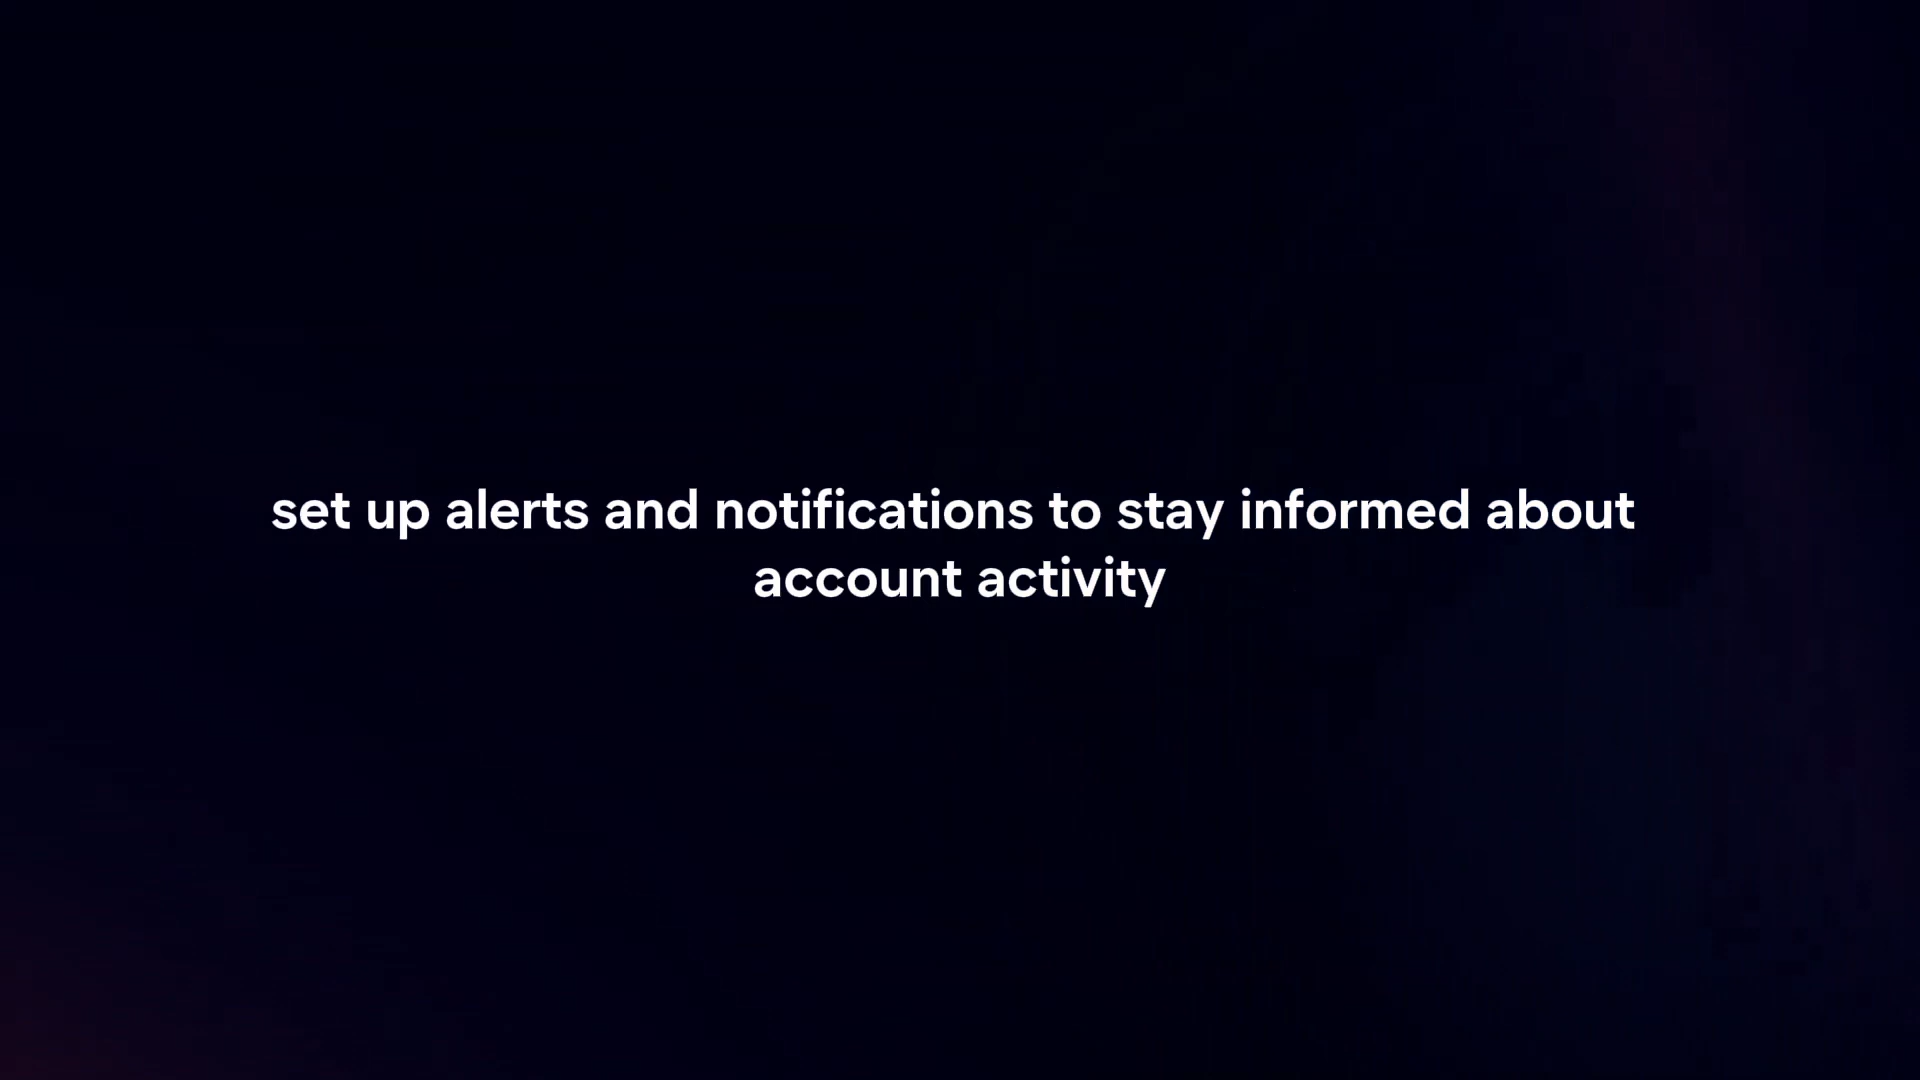 set up alerts and notifications to stay informed about
account activity